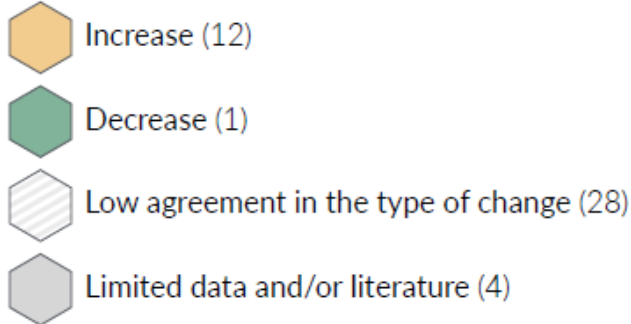 Increase (12)
Decrease (1)
Low agreement in the type of change (28)
Limited data and/or literature (4)